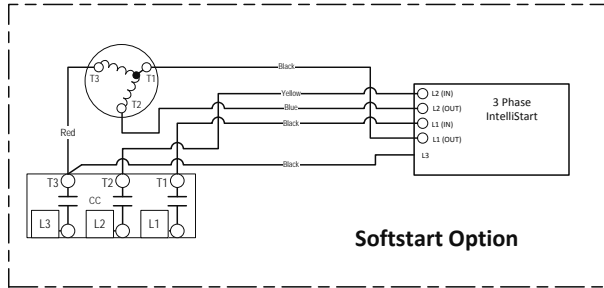 T3
T1
T2
Black
Yellow
Blue
Black
Black
Red
L2 (IN)
L2 (OUT)
L1 (IN)
L1 (OUT)
L3
3 Phase
IntelliStart
T3
T2
T1
CC
L3
L2
L1
Softstart Option